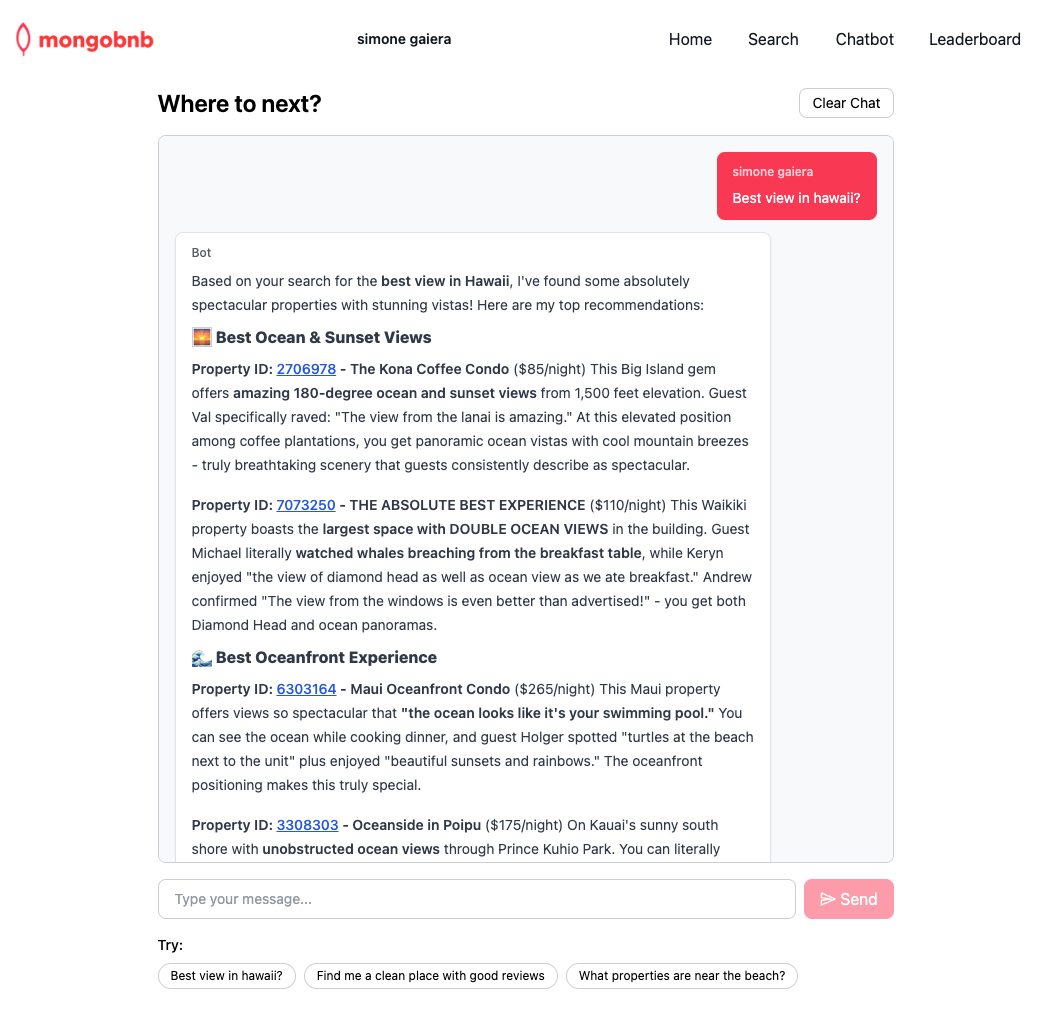 mongobnb
simone gaiera
Home
Search
Chatbot
Leaderboard
Where to next?
Clear Chat
simone gaiera
Best view in hawaii?
Bot
Based on your search for the best view in Hawaii, I've found some absolutely
spectacular properties with stunning vistas! Here are my top recommendations:
🌅 Best Ocean & Sunset Views
Property ID: 2706978 - The Kona Coffee Condo ($85/night) This Big Island gem
offers amazing 180-degree ocean and sunset views from 1,500 feet elevation. Guest
Val specifically raved: "The view from the lanai is amazing." At this elevated position
among coffee plantations, you get panoramic ocean vistas with cool mountain breezes
- truly breathtaking scenery that guests consistently describe as spectacular.
Property ID: 7073250 - THE ABSOLUTE BEST EXPERIENCE ($110/night) This Waikiki
property boasts the largest space with DOUBLE OCEAN VIEWS in the building. Guest
Michael literally watched whales breaching from the breakfast table, while Keryn
enjoyed "the view of diamond head as well as ocean view as we ate breakfast." Andrew
confirmed "The view from the windows is even better than advertised!" - you get both
Diamond Head and ocean panoramas.
🌊 Best Oceanfront Experience
Property ID: 6303164 - Maui Oceanfront Condo ($265/night) This Maui property
offers views so spectacular that "the ocean looks like it's your swimming pool." You
can see the ocean while cooking dinner, and guest Holger spotted "turtles at the beach
next to the unit" plus enjoyed "beautiful sunsets and rainbows." The oceanfront
positioning makes this truly special.
Property ID: 3308303 - Oceanside in Poipu ($175/night) On Kauai's sunny south
shore with unobstructed ocean views through Prince Kuhio Park. You can literally
Type your message...
Send
Try:
Best view in hawaii?
Find me a clean place with good reviews
What properties are near the beach?